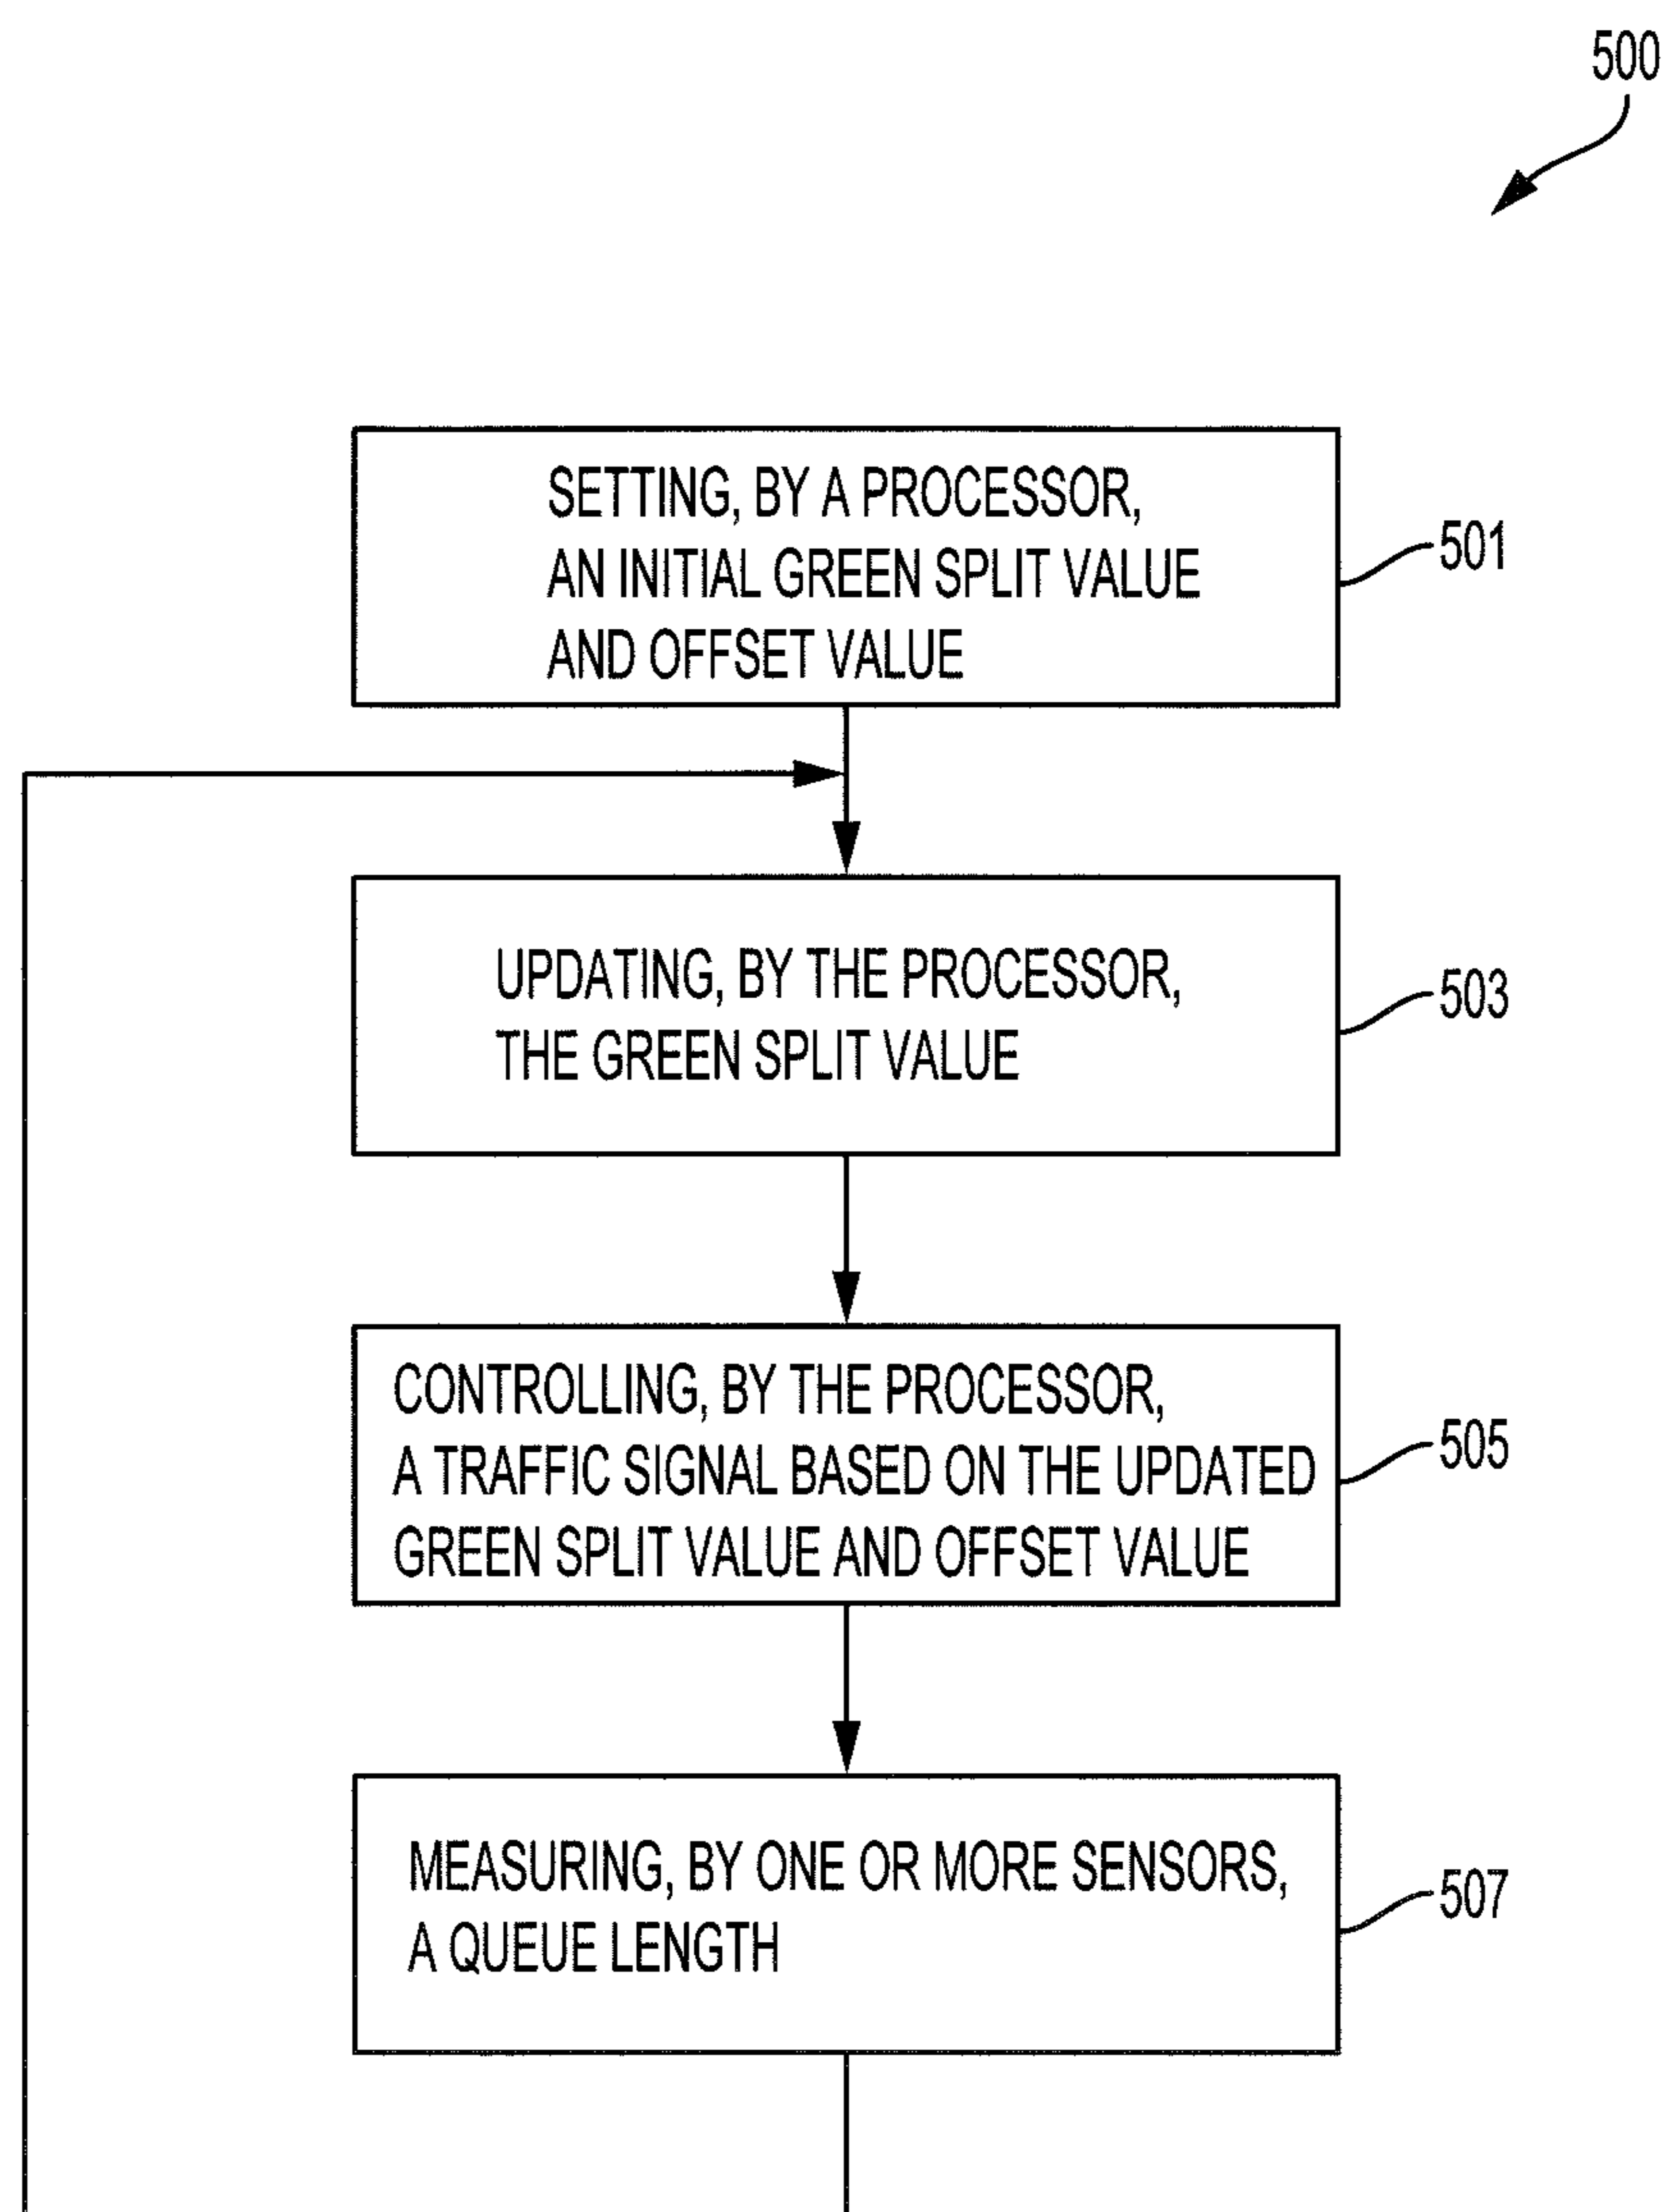 500
SETTING, BY A PROCESSOR,
AN INITIAL GREEN SPLIT VALUE
AND OFFSET VALUE
501
UPDATING, BY THE PROCESSOR,
THE GREEN SPLIT VALUE
503
CONTROLLING, BY THE PROCESSOR,
A TRAFFIC SIGNAL BASED ON THE UPDATED
GREEN SPLIT VALUE AND OFFSET VALUE
505
MEASURING, BY ONE OR MORE SENSORS,
A QUEUE LENGTH
507